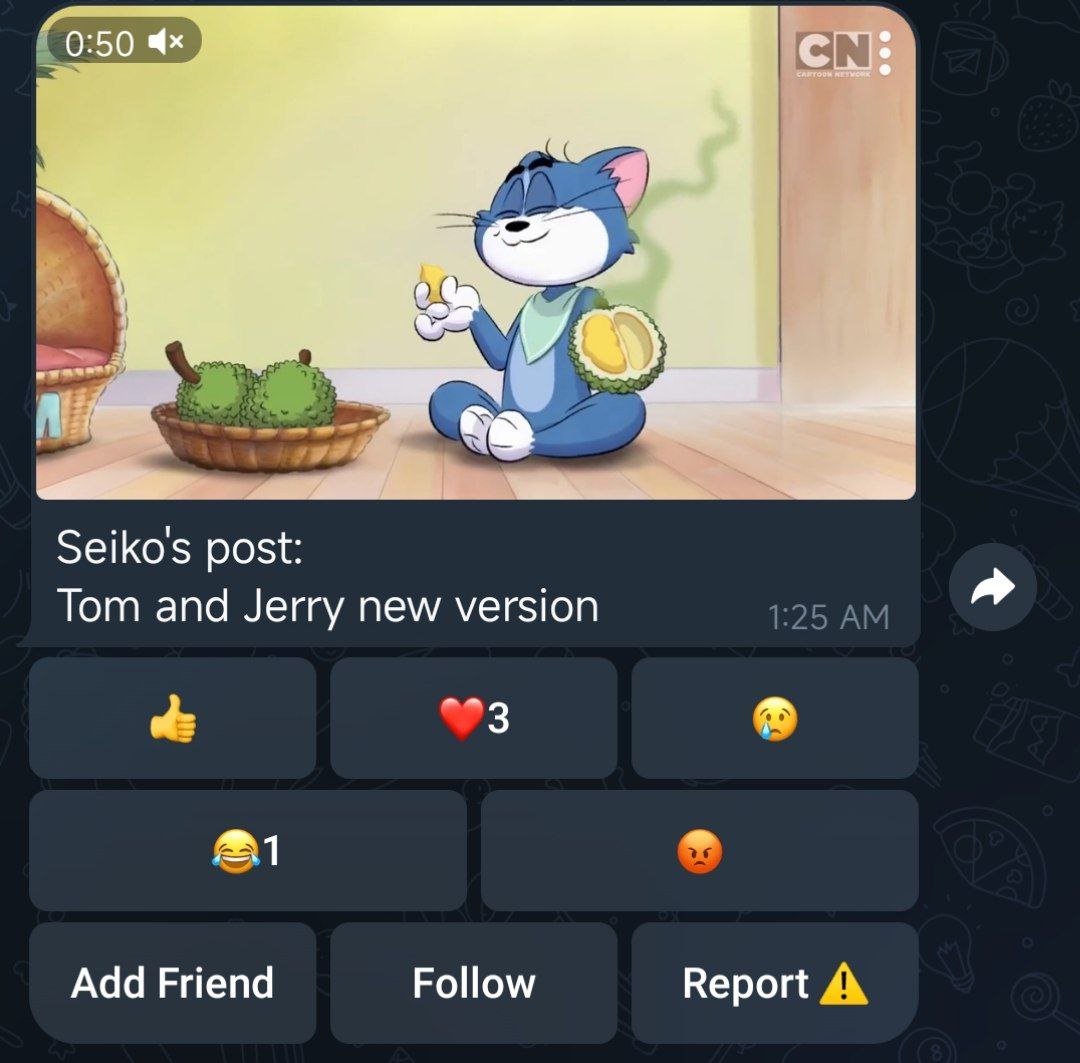 0:50
CN
CARTOON NETWORK
Seiko's post:
Tom and Jerry new version
1:25 AM
👍
❤️3
😢
😂1
😡
Add Friend
Follow
Report ⚠️